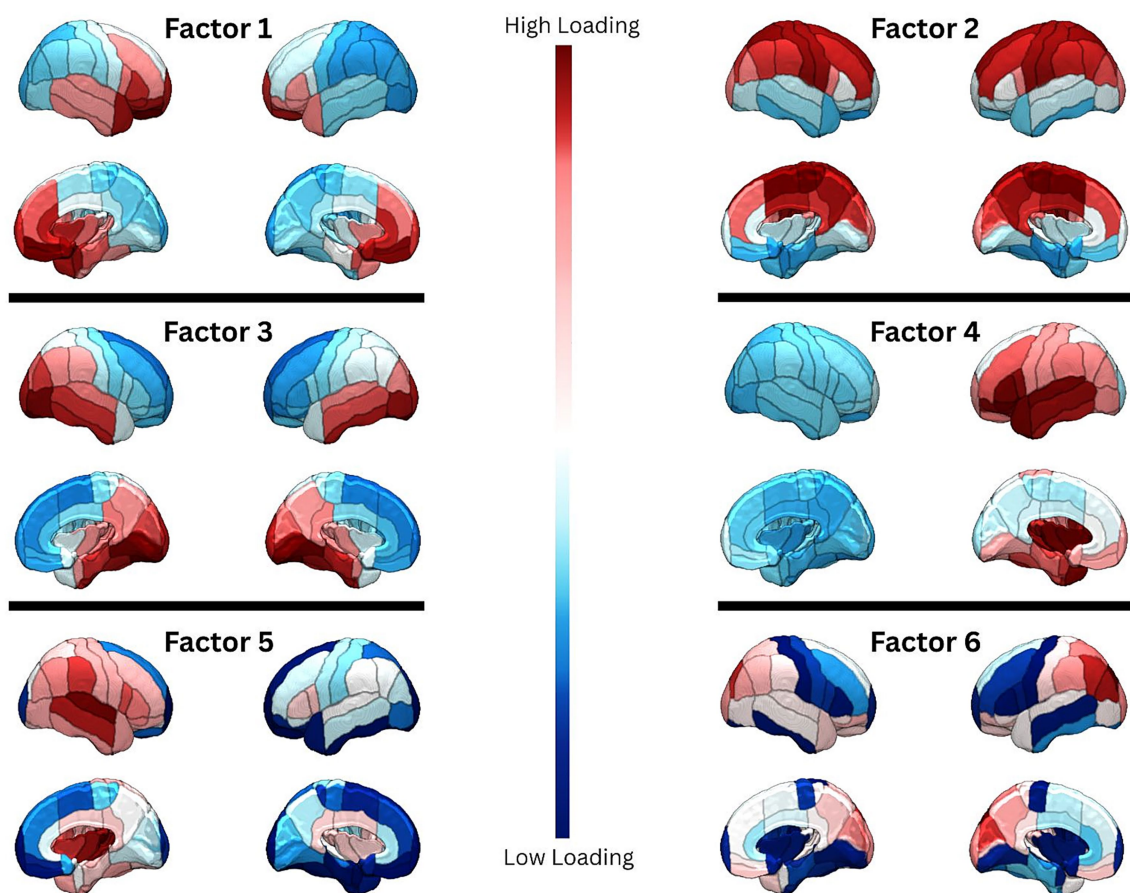 Factor 1
High Loading
Factor 2
Factor 3
Factor 4
Factor 5
Factor 6
Low Loading